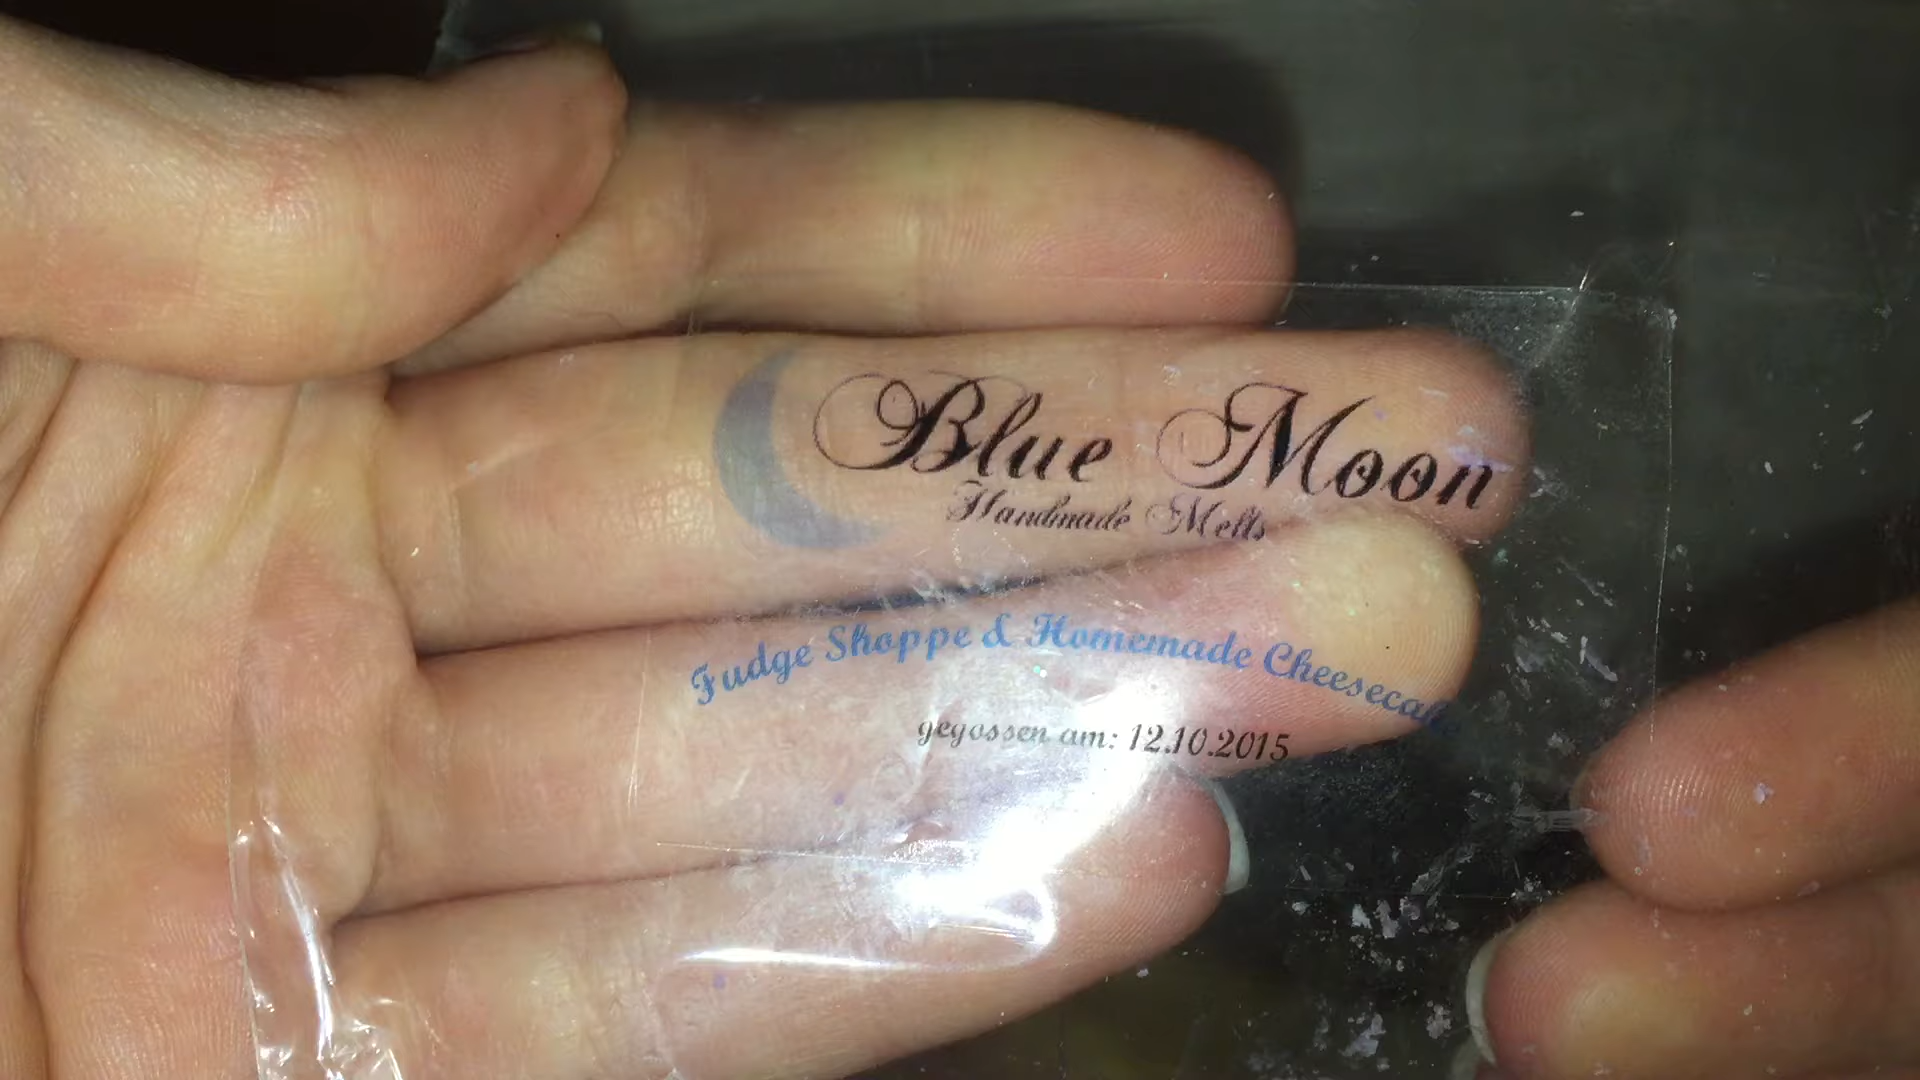 Blue Moon
Handmade Melts
Fudge Shoppe & Homemade Cheesecake
gegossen am: 12.10.2015